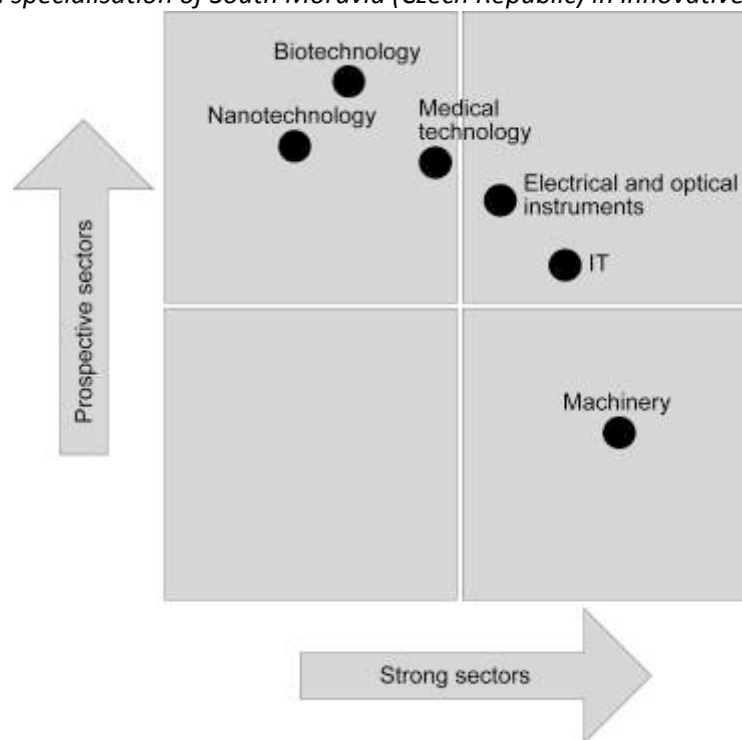 specialisation of South Moravia (Czech Republic) in innovative
Biotechnology
Nanotechnology
Medical
technology
Electrical and optical
instruments
IT
Prospective sectors
Machinery
Strong sectors